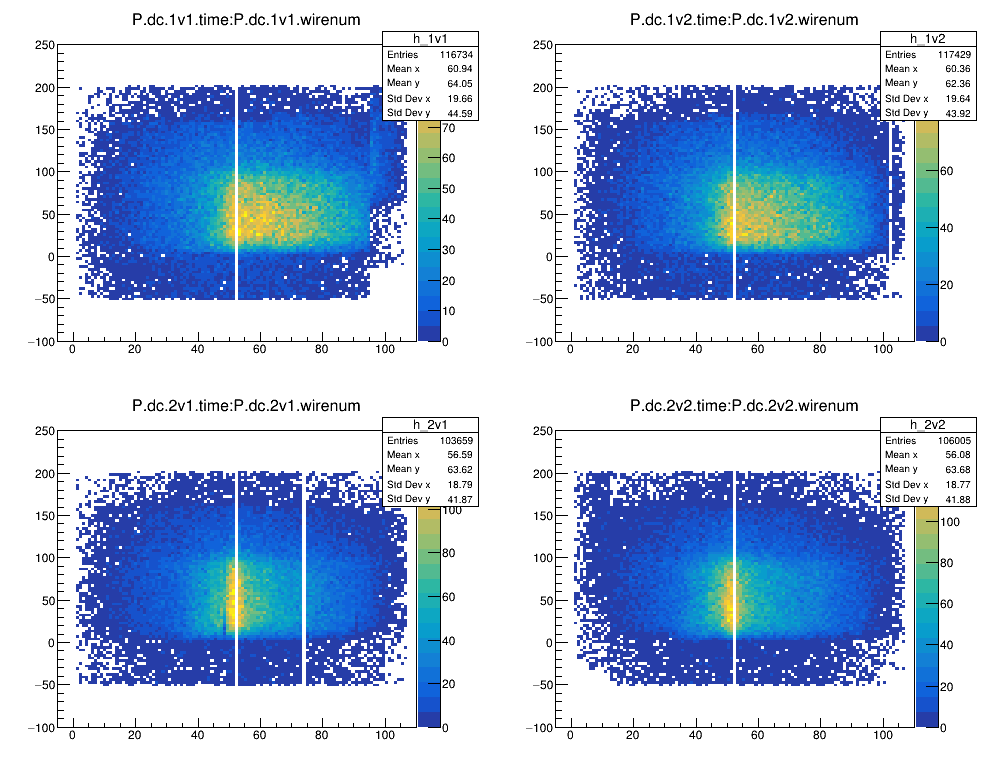 P.dc.1v1.time:P.dc.1v1.wirenum
h_1v1
Entries 116734
Mean x 60.94
Mean y 64.05
Std Dev x 19.66
Std Dev y 44.59
250
200
150
100
50
0
−50
−100
0 20 40 60 80 100
70
60
50
40
30
20
10
0
P.dc.1v2.time:P.dc.1v2.wirenum
h_1v2
Entries 117429
Mean x 60.36
Mean y 62.36
Std Dev x 19.64
Std Dev y 43.92
250
200
150
100
50
0
−50
−100
0 20 40 60 80 100
60
40
20
0
P.dc.2v1.time:P.dc.2v1.wirenum
h_2v1
Entries 103659
Mean x 56.59
Mean y 63.62
Std Dev x 18.79
Std Dev y 41.87
250
200
150
100
50
0
−50
−100
0 20 40 60 80 100
100
80
60
40
20
0
P.dc.2v2.time:P.dc.2v2.wirenum
h_2v2
Entries 106005
Mean x 56.08
Mean y 63.68
Std Dev x 18.77
Std Dev y 41.88
250
200
150
100
50
0
−50
−100
0 20 40 60 80 100
100
80
60
40
20
0